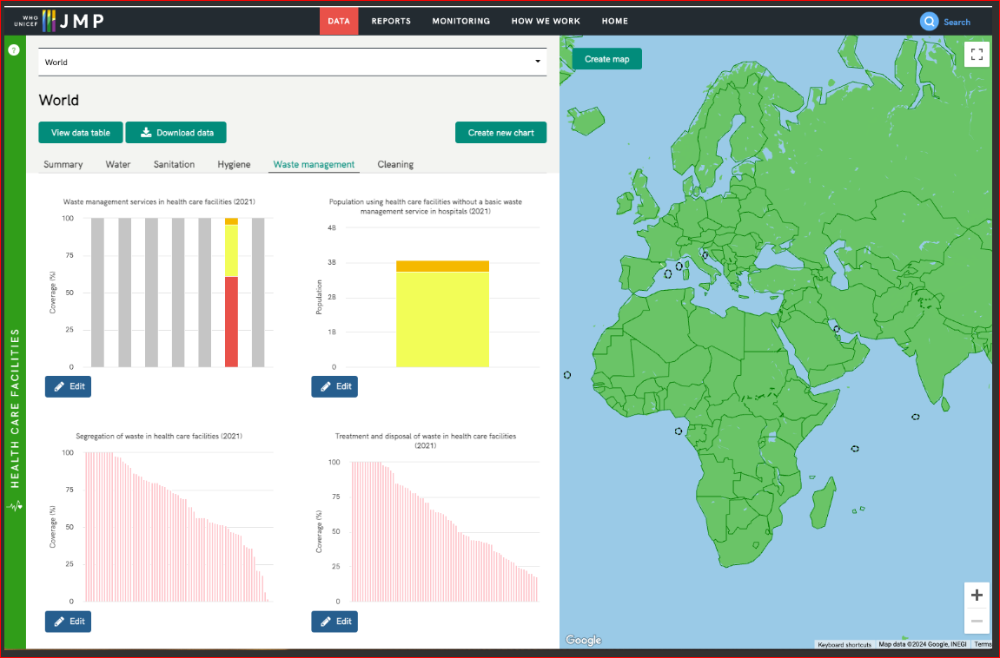 WHO
UNICEF
JMP
DATA
REPORTS
MONITORING
HOW WE WORK
HOME
Search
?
HEALTH CARE FACILITIES
World
World
View data table
Download data
Create new chart
Summary
Water
Sanitation
Hygiene
Waste management
Cleaning
Waste management services in health care facilities (2021)
100
75
50
25
0
Coverage (%)
Edit
Population using health care facilities without a basic waste
management service in hospitals (2021)
4B
3B
2B
1B
0
Population
Edit
Segregation of waste in health care facilities (2021)
100
75
50
25
0
Coverage (%)
Edit
Treatment and disposal of waste in health care facilities
(2021)
100
75
50
25
0
Coverage (%)
Edit
Create map
+
−
Google
Keyboard shortcuts
Map data ©2024 Google, INEGI
Terms